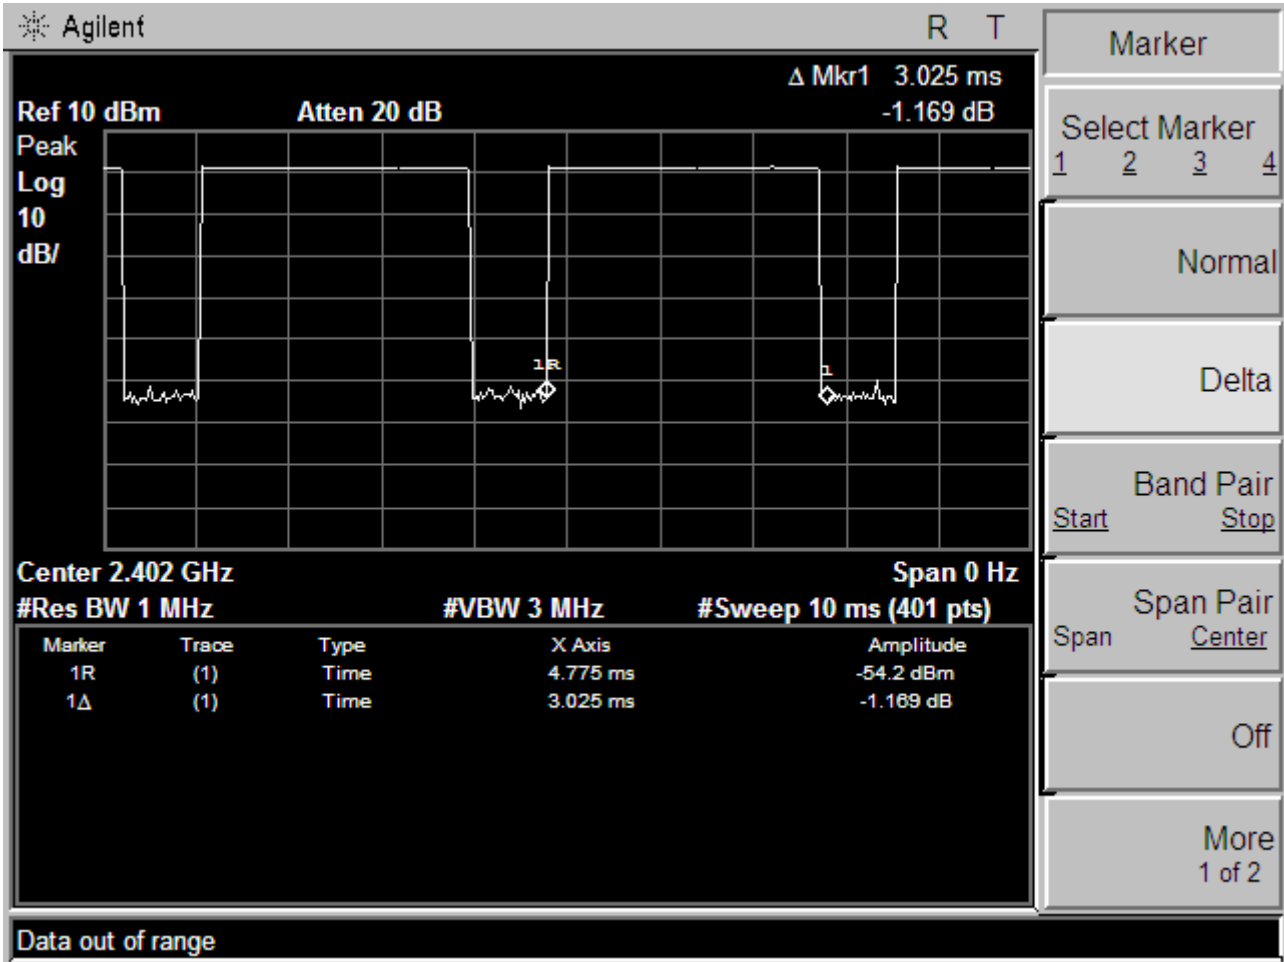 Agilent R T
Δ Mkr1 3.025 ms
Ref 10 dBm Atten 20 dB -1.169 dB
Peak
Log
10
dB/
1R
1
Center 2.402 GHz Span 0 Hz
#Res BW 1 MHz #VBW 3 MHz #Sweep 10 ms (401 pts)
Marker Trace Type X Axis Amplitude
1R (1) Time 4.775 ms -54.2 dBm
1Δ (1) Time 3.025 ms -1.169 dB
Data out of range
Marker
Select Marker
1 2 3 4
Normal
Delta
Band Pair
Start Stop
Span Pair
Span Center
Off
More
1 of 2